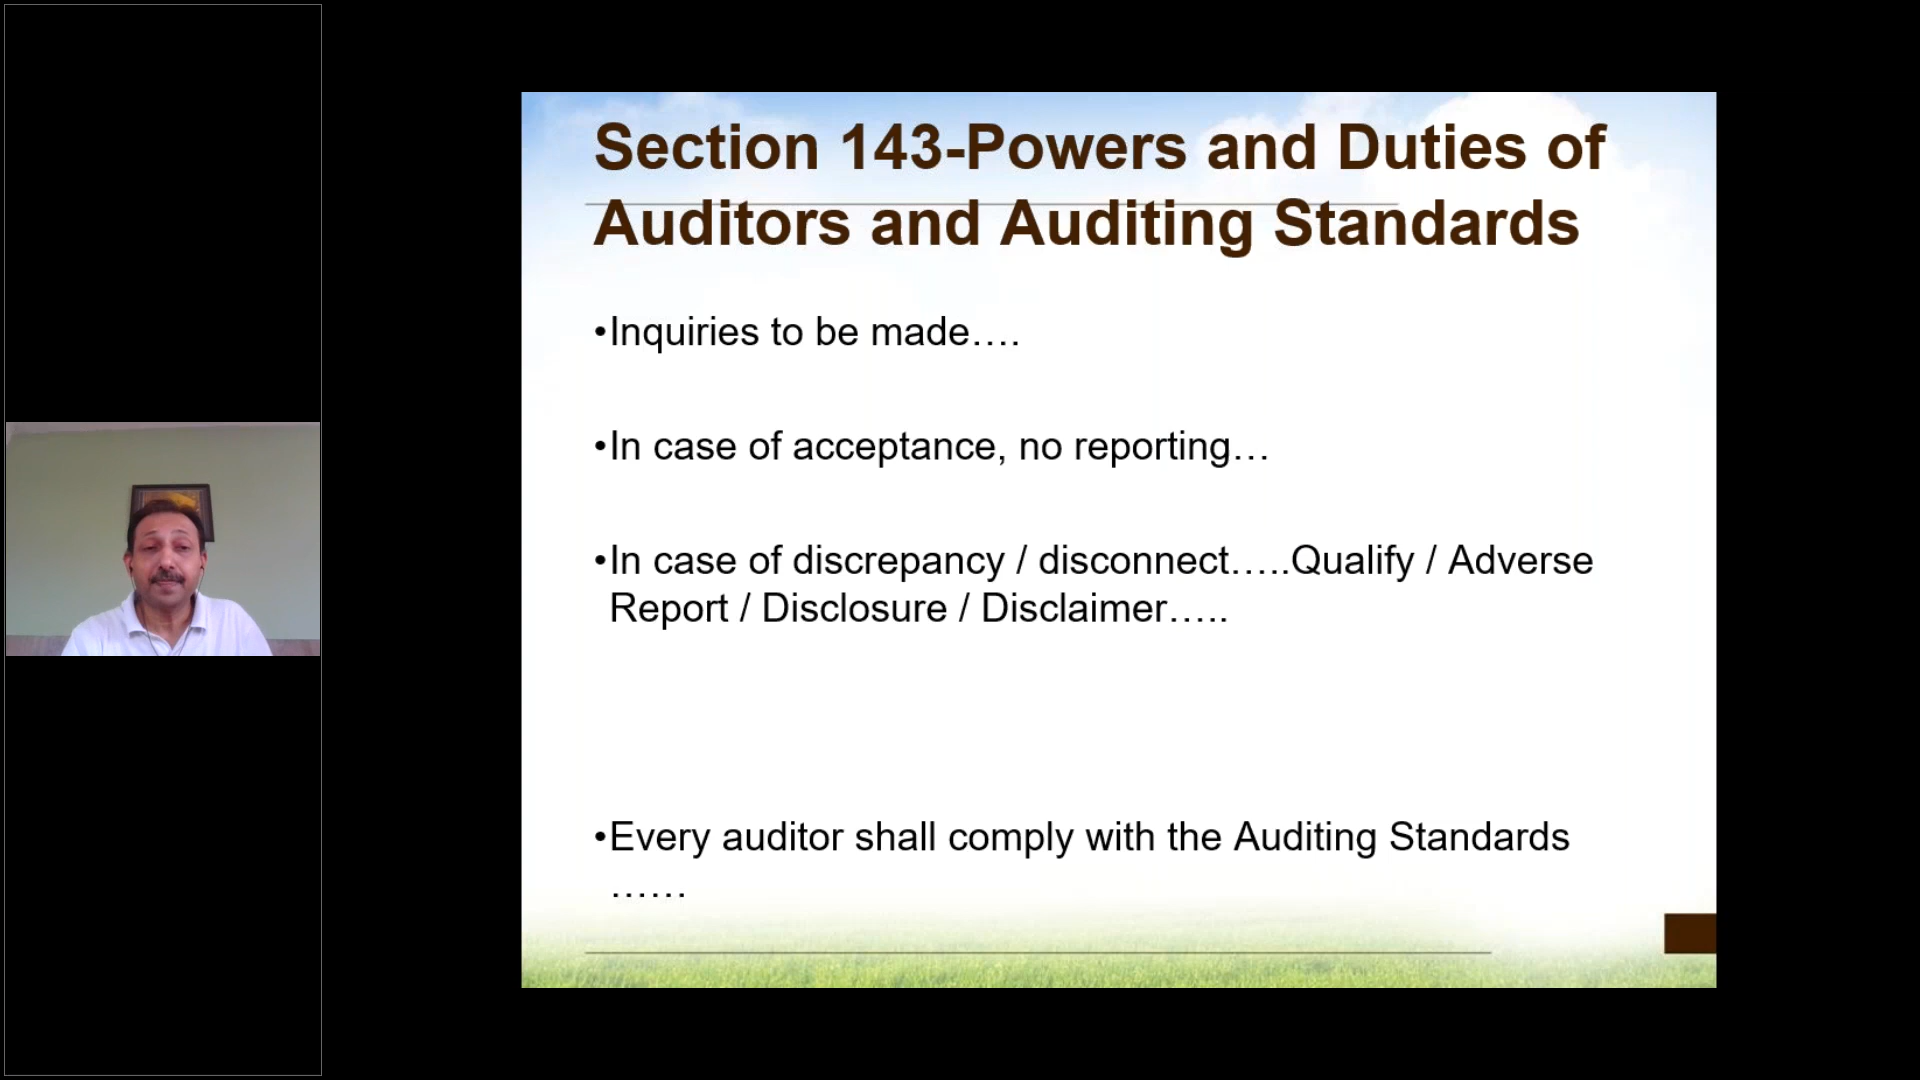 Section 143-Powers and Duties of
Auditors and Auditing Standards
•Inquiries to be made….
•In case of acceptance, no reporting…
•In case of discrepancy / disconnect…..Qualify / Adverse
Report / Disclosure / Disclaimer…..
•Every auditor shall comply with the Auditing Standards
……